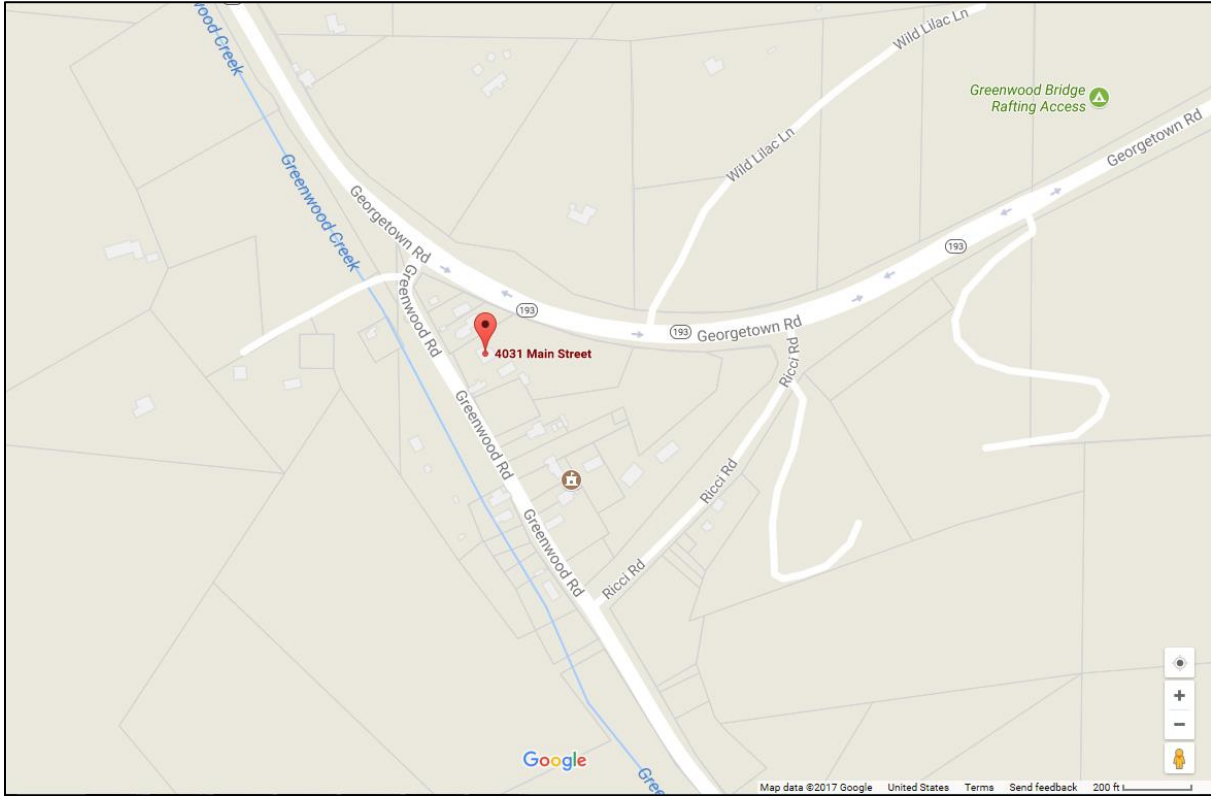 wood Creek
Greenwood Creek
Wild Lilac Ln
Greenwood Bridge
Rafting Access
Georgetown Rd
Wild Lilac Ln
Georgetown Rd
Greenwood Rd
193
193
193
Georgetown Rd
4031 Main Street
Ricci Rd
Greenwood Rd
Ricci Rd
Greenwood Rd
Ricci Rd
Gree
Google
Map data ©2017 Google United States Terms Send feedback 200 ft